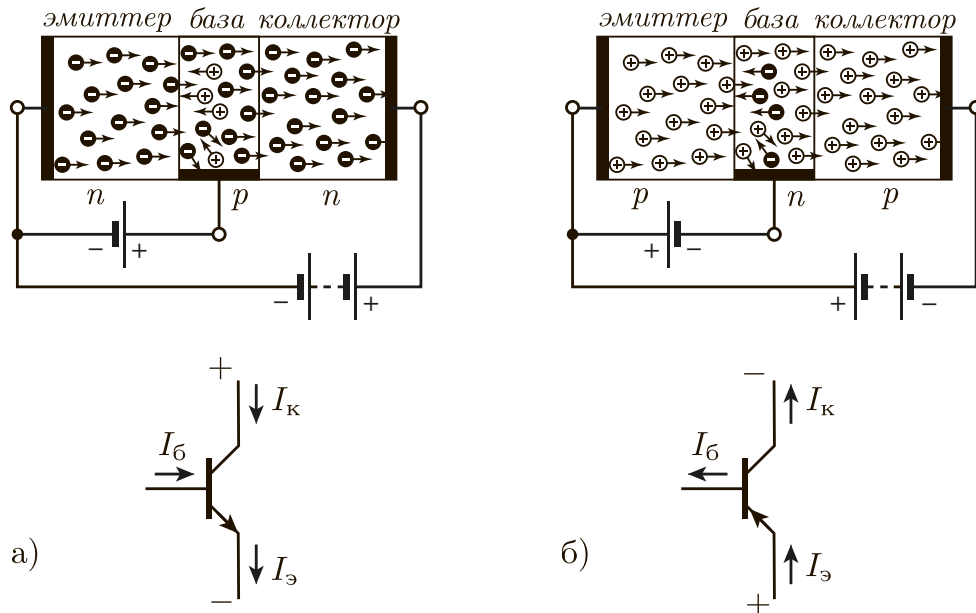 эмиттер база коллектор
n p n
− +
− +
+
Iк
Iб
Iэ
−
а)
эмиттер база коллектор
p n p
+ −
+ −
−
Iк
Iб
Iэ
+
б)